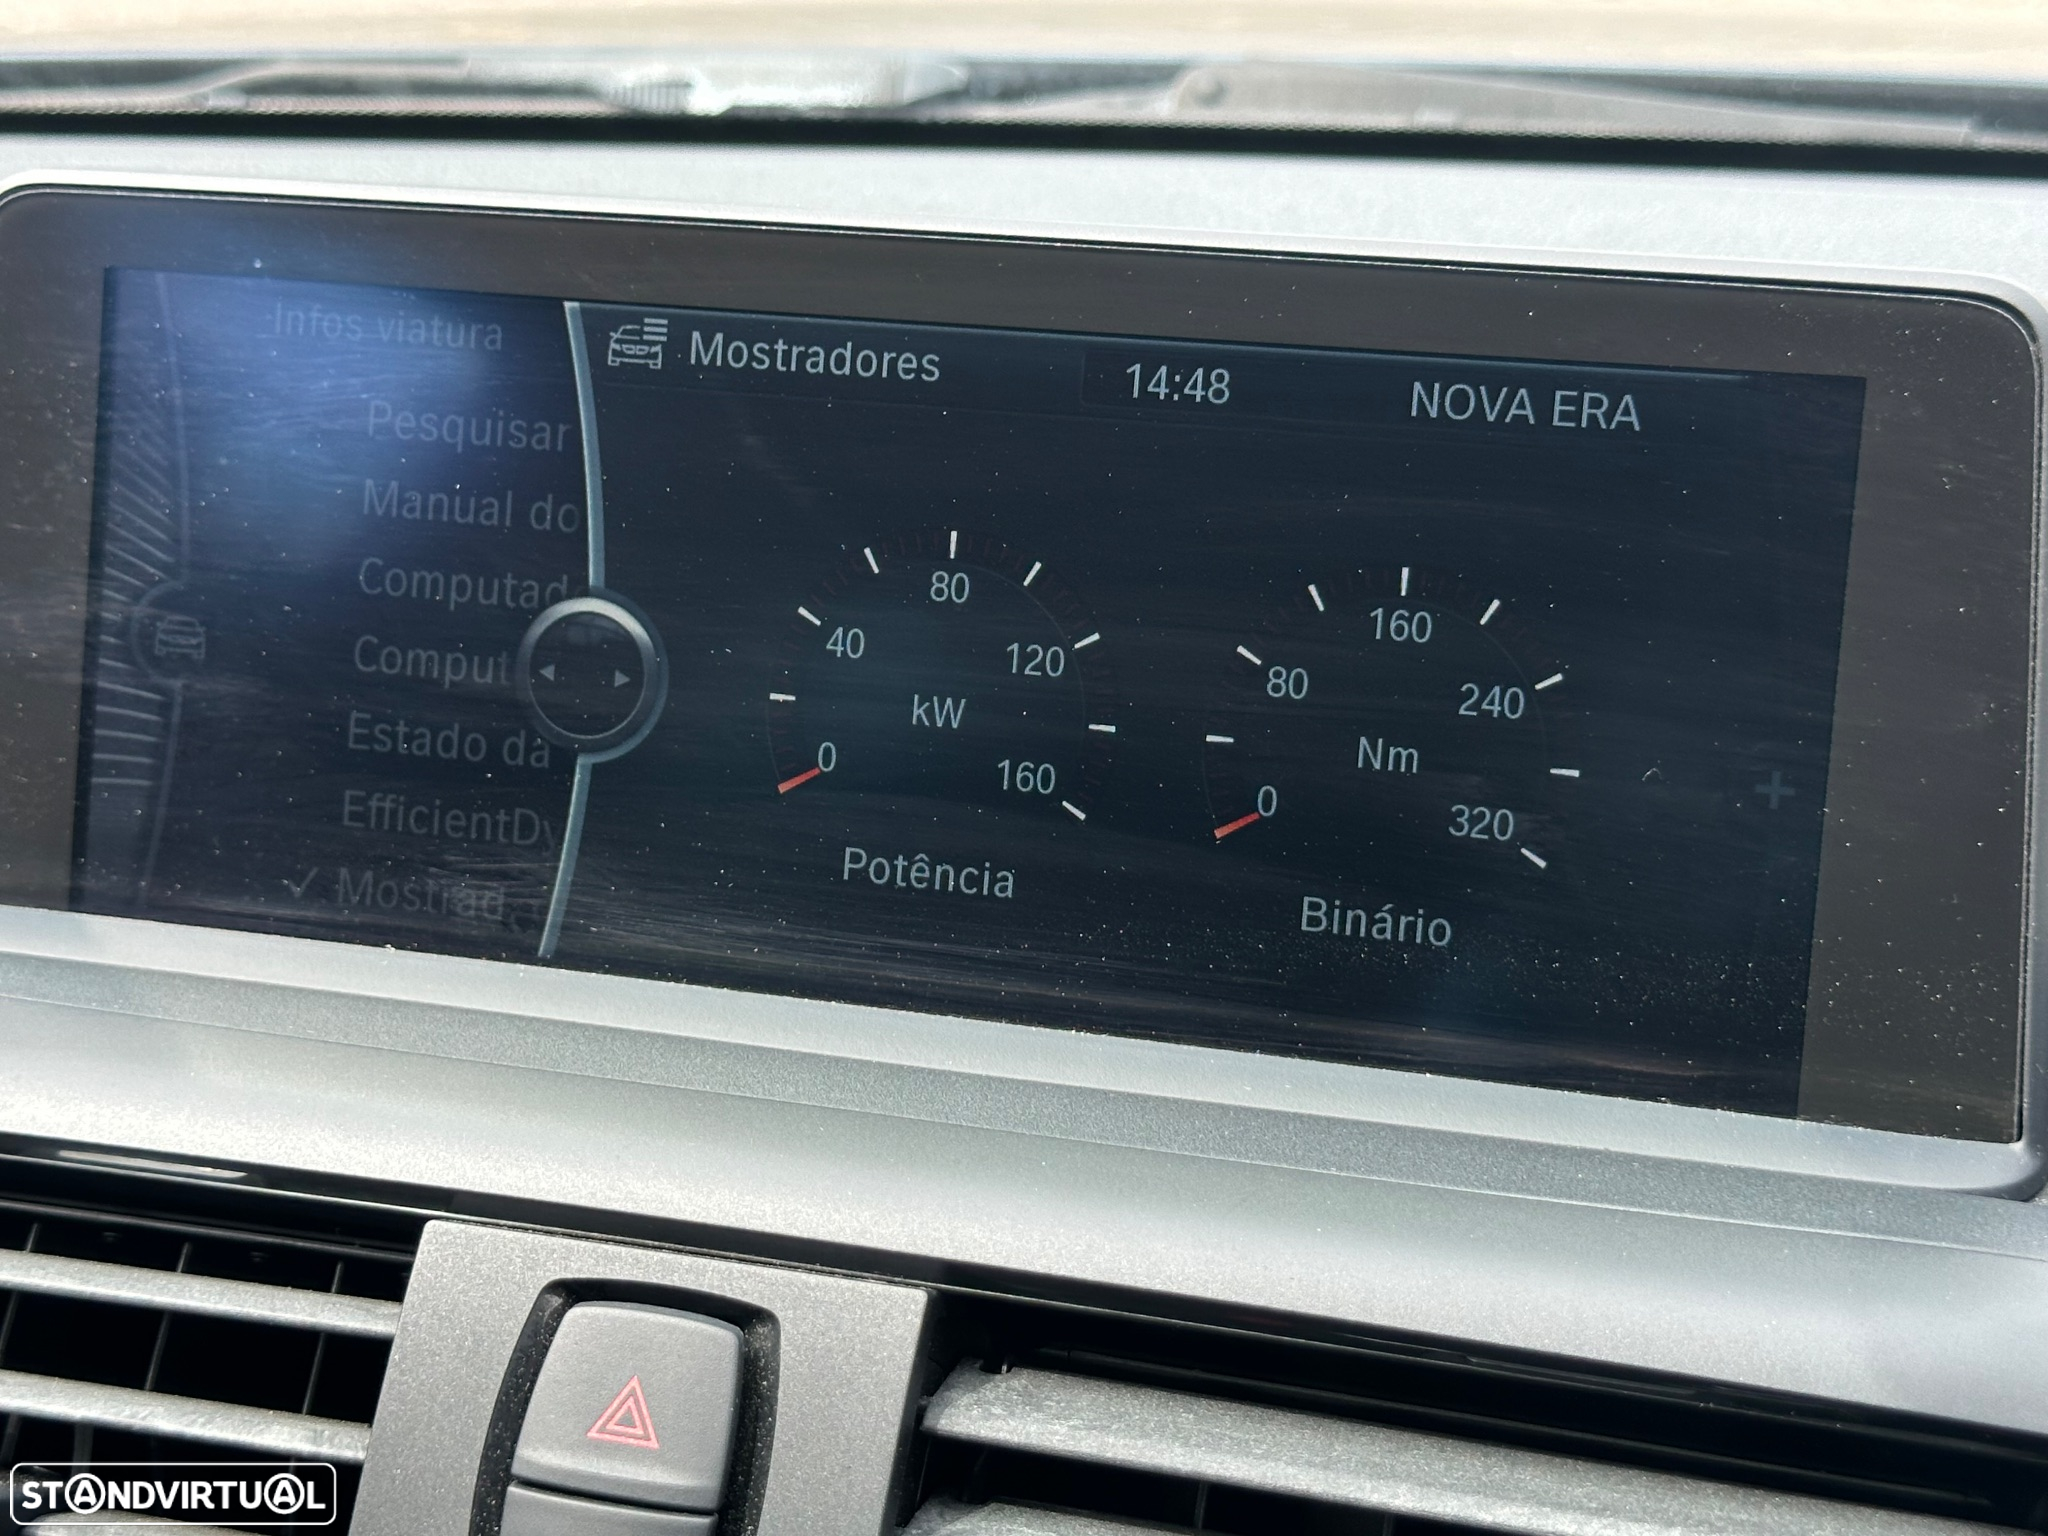 Infos viatura
Mostradores
14:48
NOVA ERA
Pesquisar
Manual do
Computad
Comput
Estado da
EfficientDy
✓ Mostrad
0
40
80
120
160
kW
Potência
0
80
160
240
320
Nm
Binário
+
STANDVIRTUAL